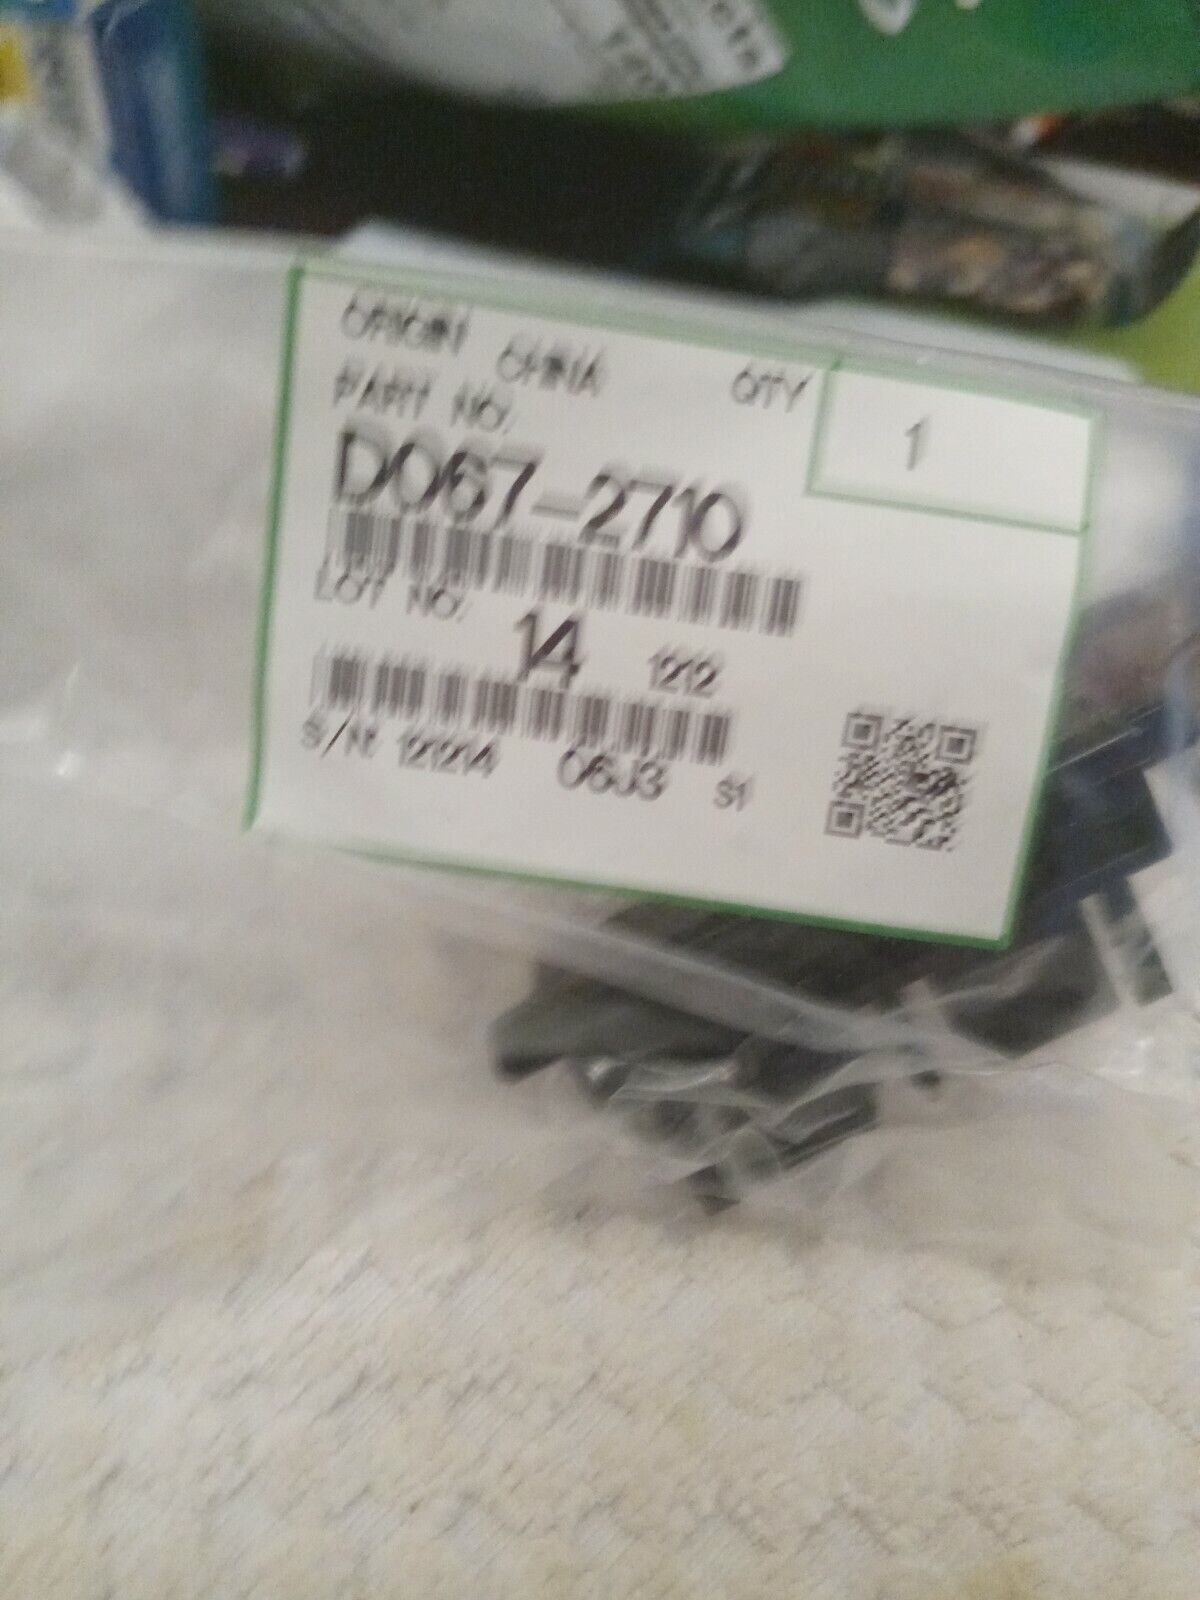 ORIGIN CHINA QTY 1
PART NO.
D067-2710
LOT NO. 14 1212
S/N: 121214 06J3 S1